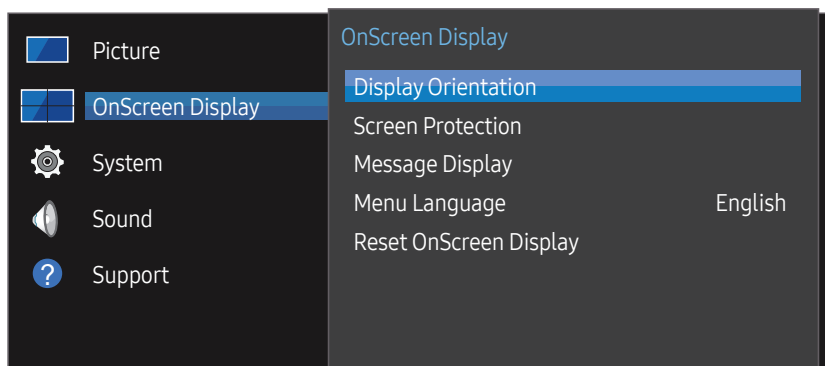 Picture
OnScreen Display
System
Sound
?
Support
OnScreen Display
Display Orientation
Screen Protection
Message Display
Menu Language English
Reset OnScreen Display